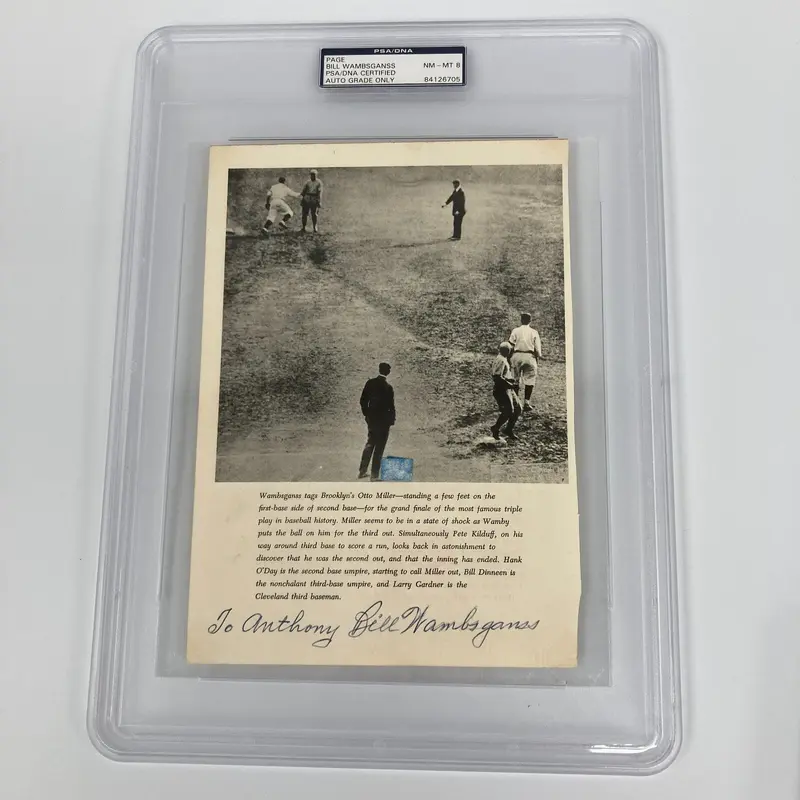 PSA/DNA
PAGE
BILL WAMBSGANSS NM-MT 8
PSA/DNA CERTIFIED
AUTO GRADE ONLY 84126705
Wambsganss tags Brooklyn's Otto Miller—standing a few feet on the
first-base side of second base—for the grand finale of the most famous triple
play in baseball history. Miller seems to be in a state of shock as Wamby
puts the ball on him for the third out. Simultaneously Pete Kilduff, on his
way around third base to score a run, looks back in astonishment to
discover that he was the second out, and that the inning has ended. Hank
O'Day is the second base umpire, starting to call Miller out, Bill Dinneen is
the nonchalant third-base umpire, and Larry Gardner is the
Cleveland third baseman.
To Anthony Bill Wambsganss